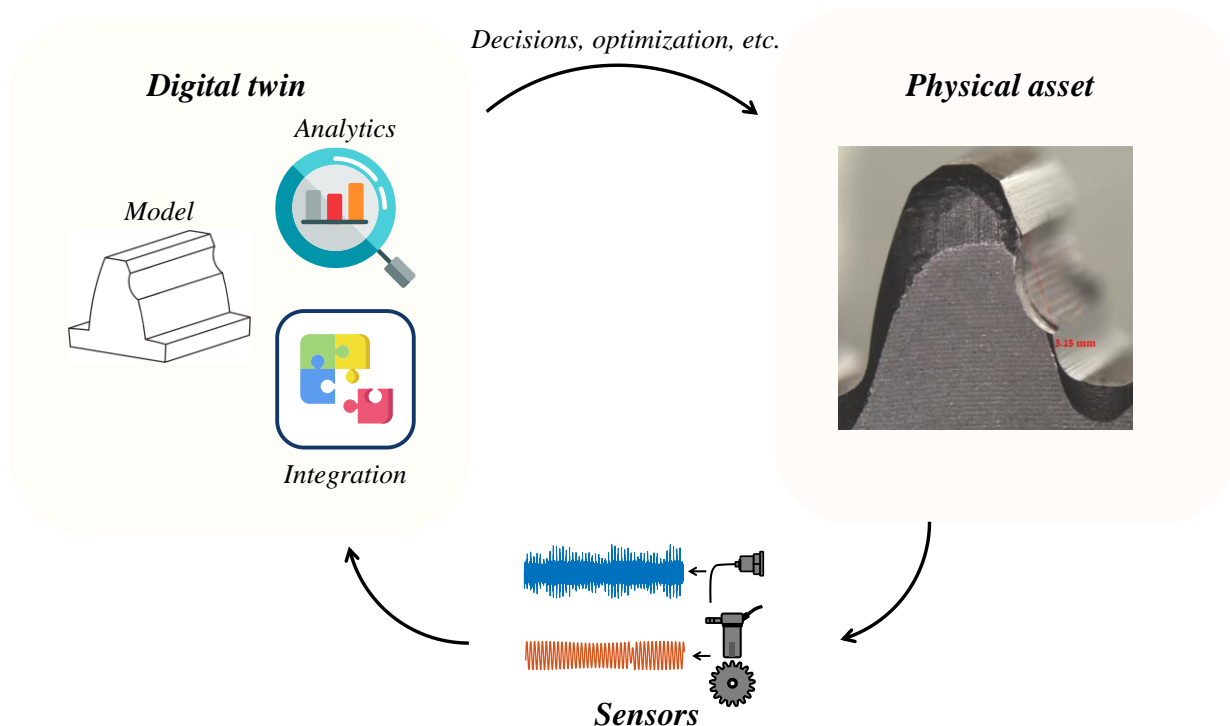 Decisions, optimization, etc.
Digital twin
Physical asset
Analytics
Model
3.15 mm
Integration
Sensors